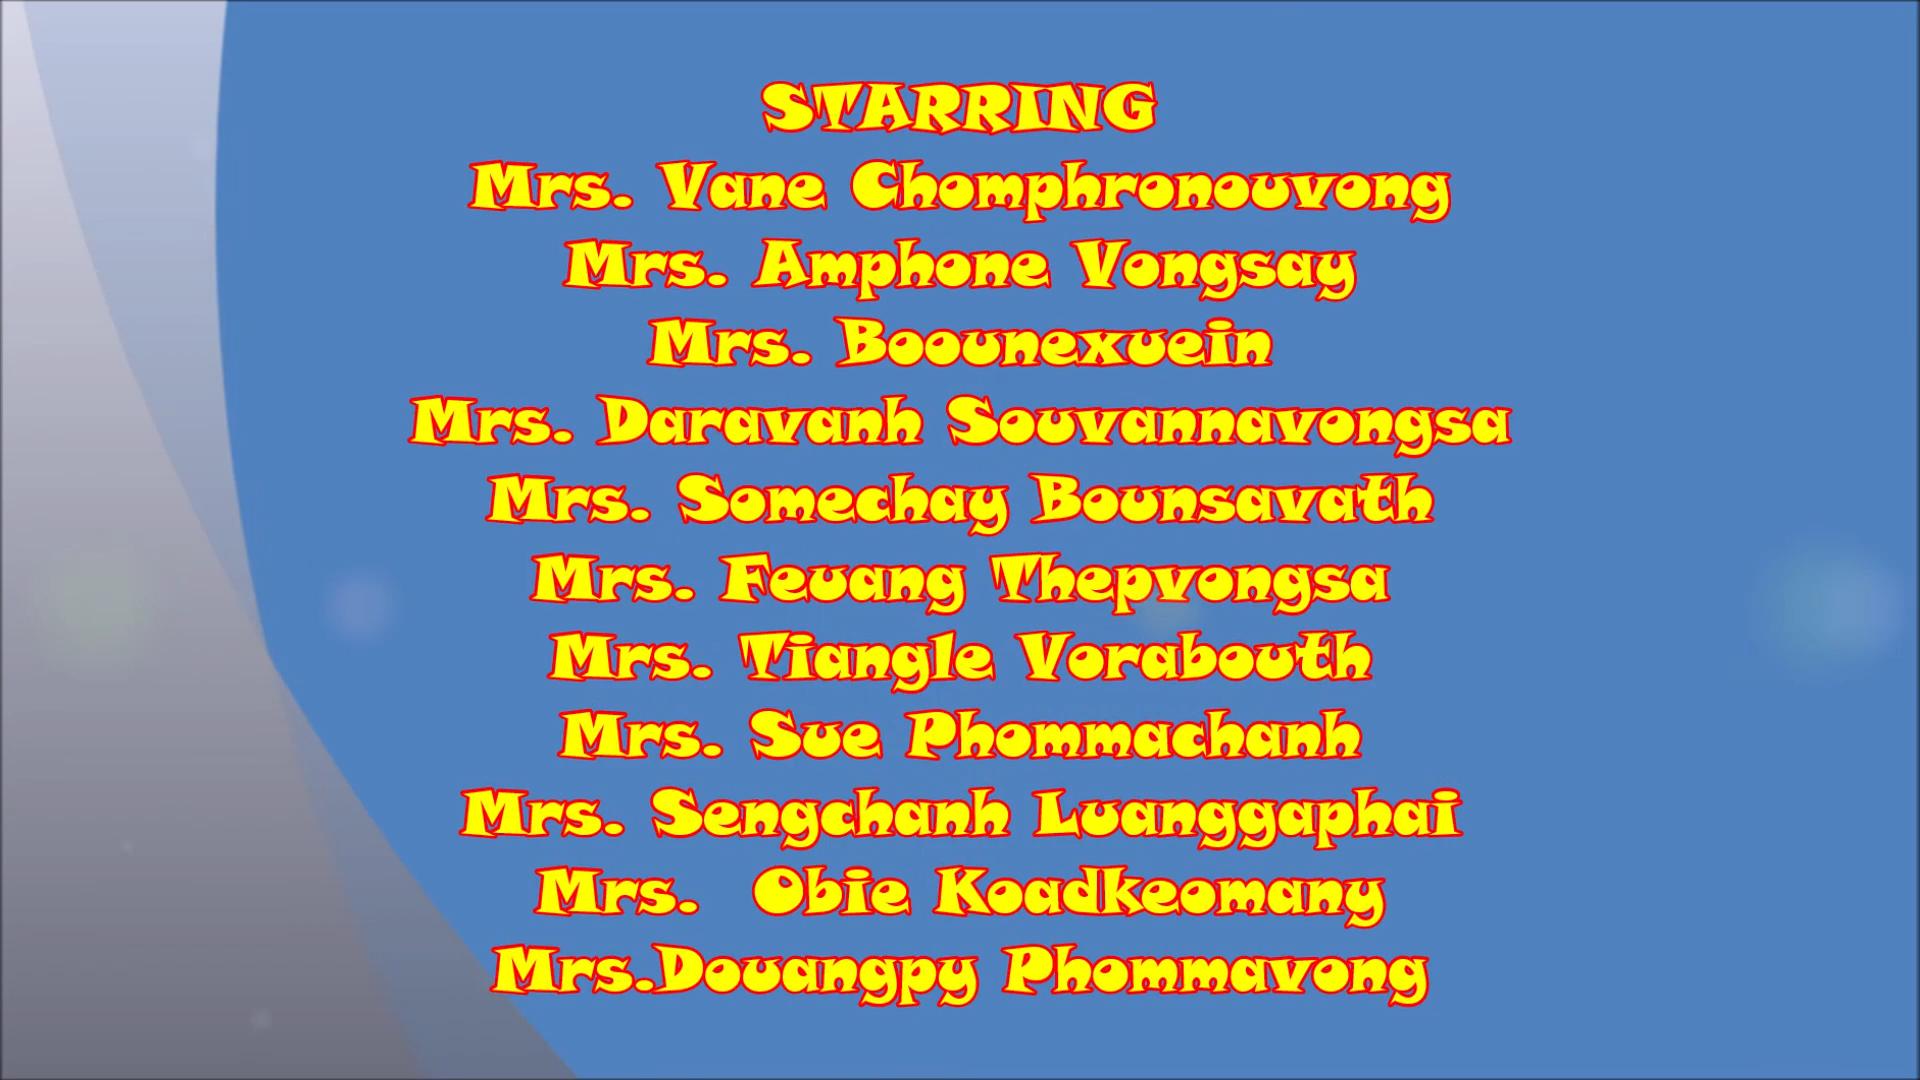 STARRING
Mrs. Vane Chomphronouvong
Mrs. Amphone Vongsay
Mrs. Boounexuein
Mrs. Daravanh Souvannavongsa
Mrs. Somechay Bounsavath
Mrs. Feuang Thepvongsa
Mrs. Tiangle Vorabouth
Mrs. Sue Phommachanh
Mrs. Sengchanh Luanggaphai
Mrs.  Obie Koadkeomany
Mrs.Douangpy Phommavong